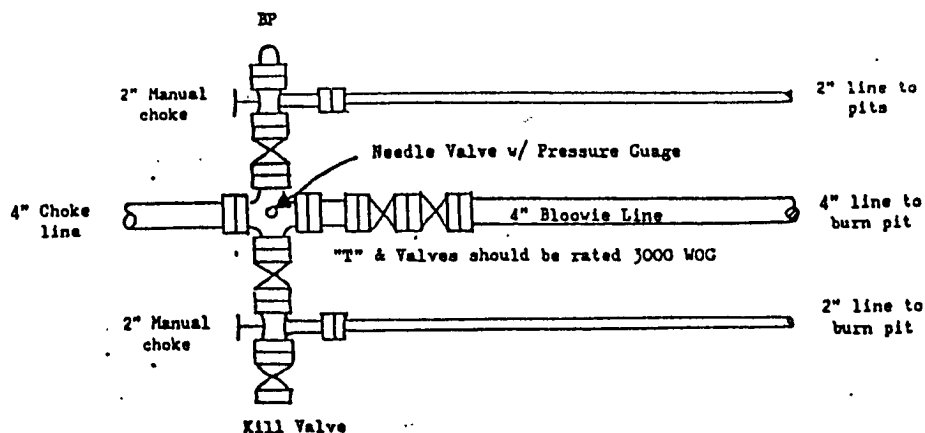 BP
2" Manual
choke
2" line to
pits
Needle Valve w/ Pressure Guage
4" Choke
line
4" Bloowie Line
4" line to
burn pit
"T" & Valves should be rated 3000 WOG
2" Manual
choke
2" line to
burn pit
Kill Valve